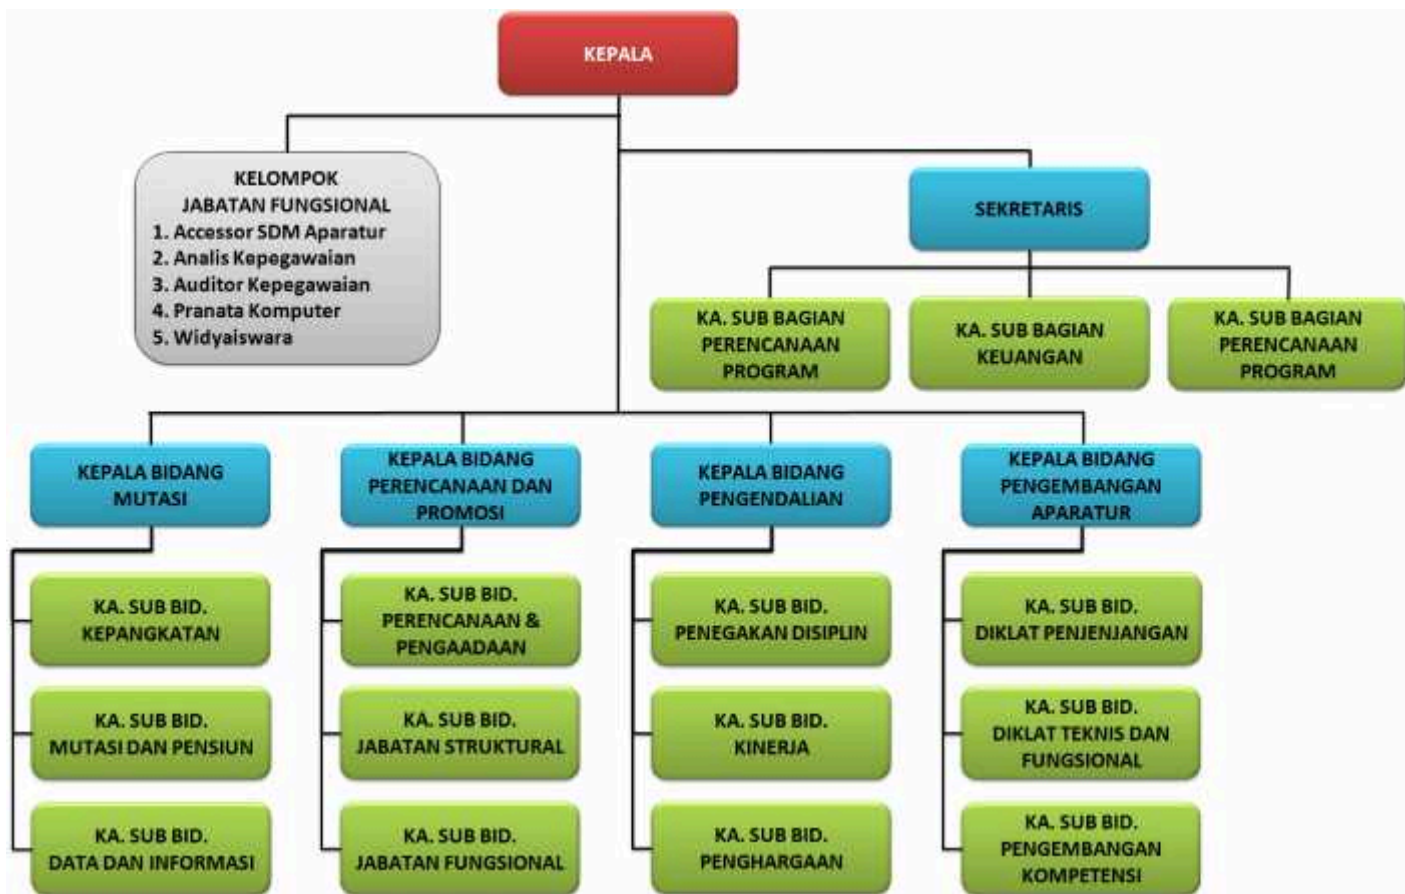 KEPALA
KELOMPOK
JABATAN FUNGSIONAL
1. Accessor SDM Aparatur
2. Analis Kepegawaian
3. Auditor Kepegawaian
4. Pranata Komputer
5. Widyaiswara
SEKRETARIS
KA. SUB BAGIAN
PERENCANAAN
PROGRAM
KA. SUB BAGIAN
KEUANGAN
KA. SUB BAGIAN
PERENCANAAN
PROGRAM
KEPALA BIDANG
MUTASI
KEPALA BIDANG
PERENCANAAN DAN
PROMOSI
KEPALA BIDANG
PENGENDALIAN
KEPALA BIDANG
PENGEMBANGAN
APARATUR
KA. SUB BID.
KEPANGKATAN
KA. SUB BID.
PERENCANAAN &
PENGAADAAN
KA. SUB BID.
PENEGAKAN DISIPLIN
KA. SUB BID.
DIKLAT PENJENJANGAN
KA. SUB BID.
MUTASI DAN PENSIUN
KA. SUB BID.
JABATAN STRUKTURAL
KA. SUB BID.
KINERJA
KA. SUB BID.
DIKLAT TEKNIS DAN
FUNGSIONAL
KA. SUB BID.
DATA DAN INFORMASI
KA. SUB BID.
JABATAN FUNGSIONAL
KA. SUB BID.
PENGHARGAAN
KA. SUB BID.
PENGEMBANGAN
KOMPETENSI